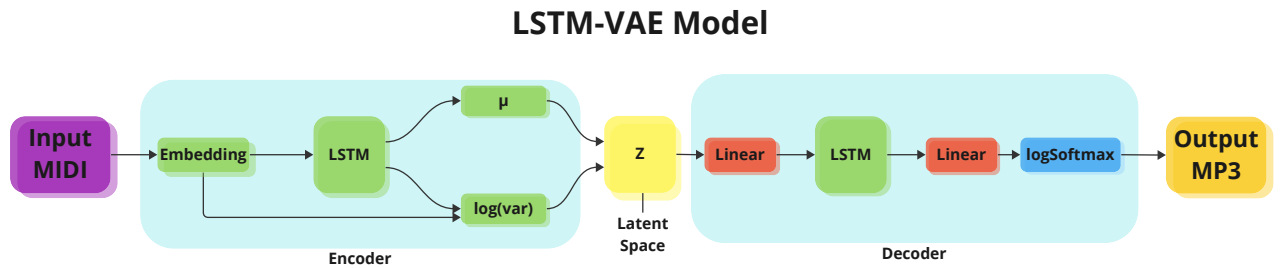 LSTM-VAE Model
Input
MIDI
Embedding
LSTM
μ
log(var)
Encoder
Z
Latent
Space
Linear
LSTM
Linear
logSoftmax
Decoder
Output
MP3